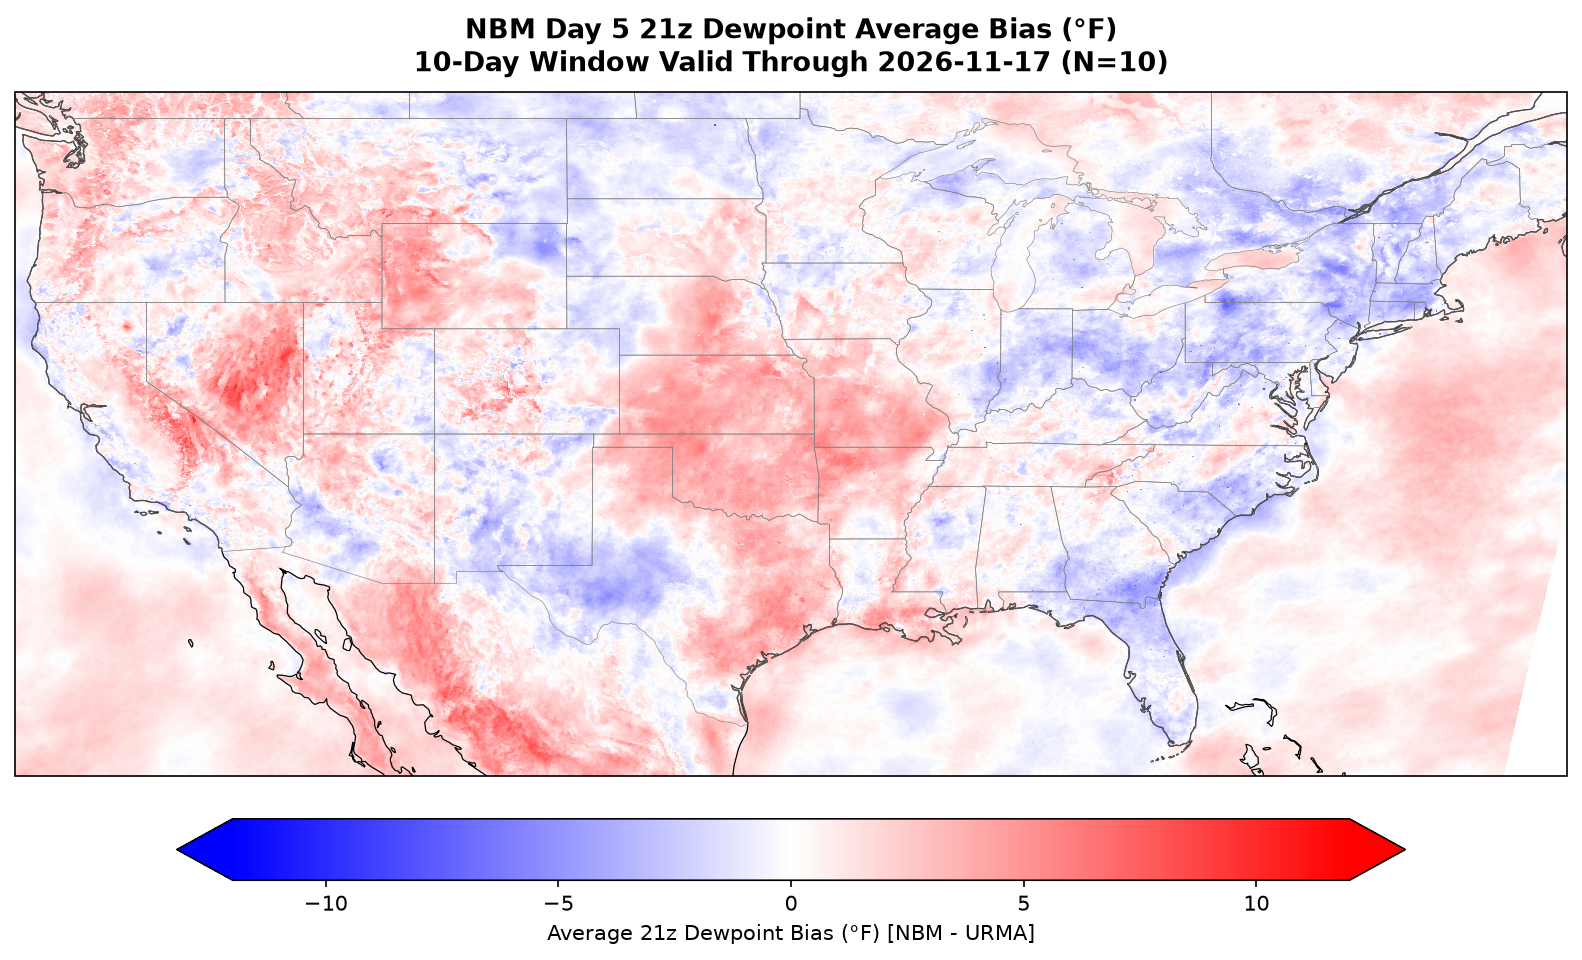 NBM Day 5 21z Dewpoint Average Bias (°F)
10-Day Window Valid Through 2026-11-17 (N=10)
−10 −5 0 5 10
Average 21z Dewpoint Bias (°F) [NBM - URMA]